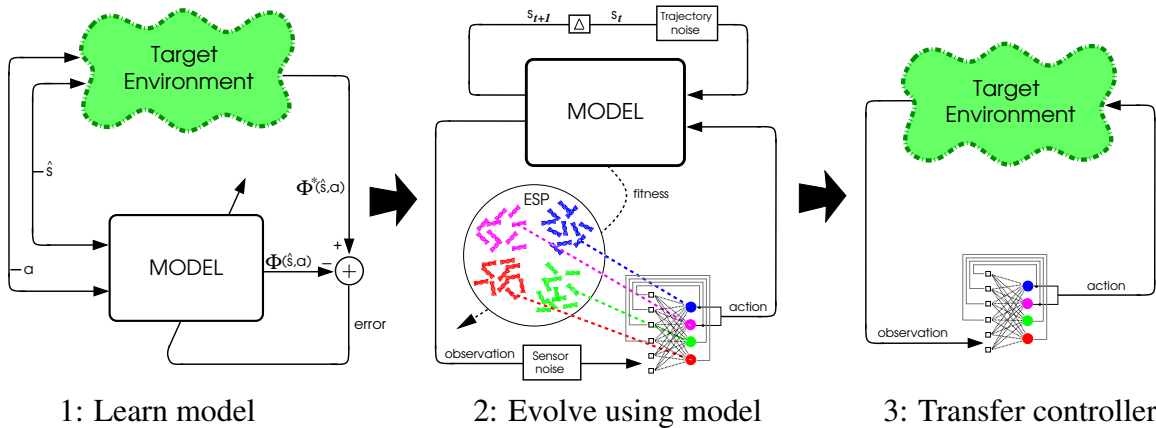 Target
Environment
ŝ
a
MODEL
Φ*(ŝ,a)
Φ(ŝ,a)
+
−
+
error
1: Learn model
s_{t+1}
Δ
s_t
Trajectory
noise
MODEL
fitness
ESP
action
observation
Sensor
noise
2: Evolve using model
Target
Environment
action
observation
3: Transfer controller